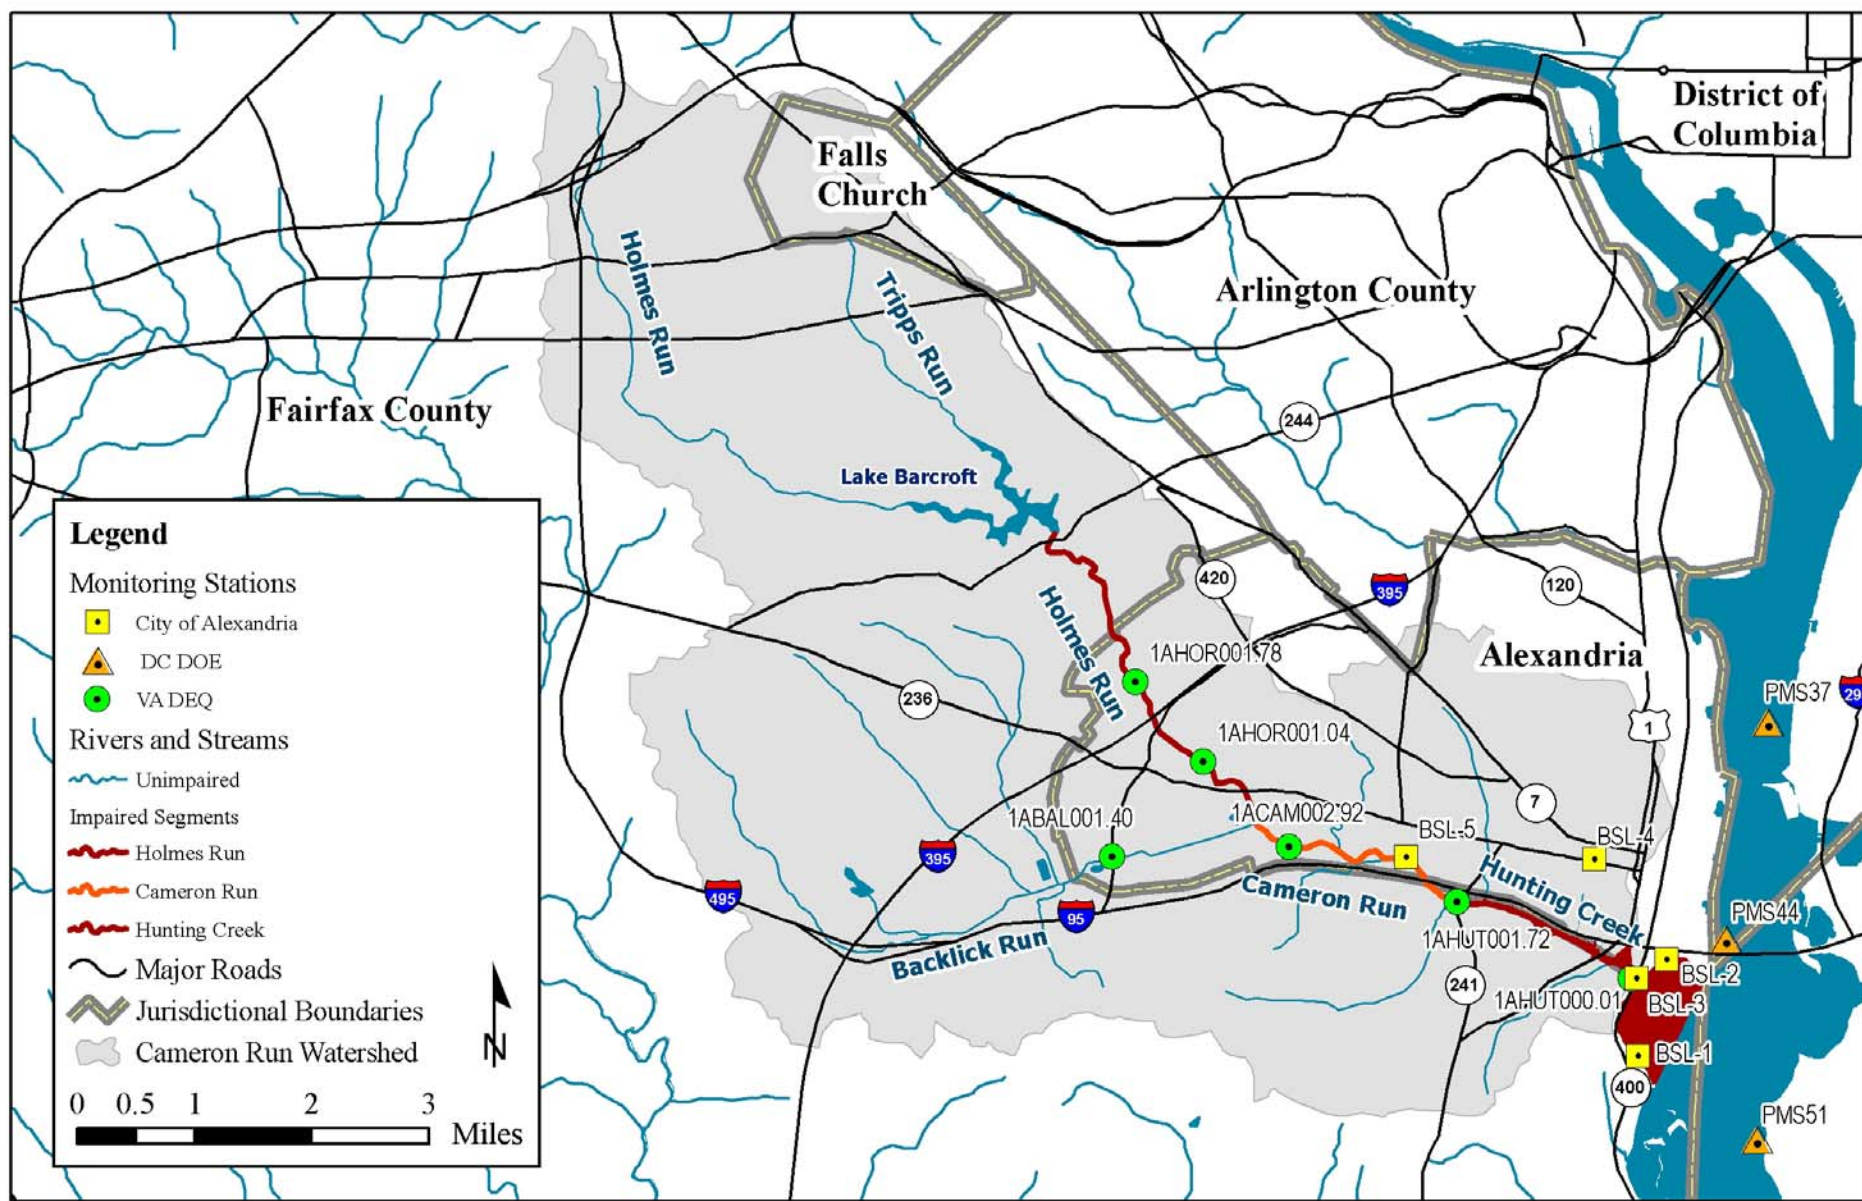 District of
Columbia
Falls
Church
Holmes Run
Tripps Run
Arlington County
Fairfax County
244
Lake Barcroft
420
395
120
Holmes Run
1AHOR001.78
Alexandria
236
PMS37
29
1
1AHOR001.04
7
1ABAL001.40
1ACAM002.92
BSL-5
BSL-4
395
495
95
Cameron Run
Hunting Creek
Backlick Run
PMS44
1AHUT001.72
BSL-2
241
1AHUT000.01
BSL-3
BSL-1
400
PMS51
Legend
Monitoring Stations
City of Alexandria
DC DOE
VA DEQ
Rivers and Streams
Unimpaired
Impaired Segments
Holmes Run
Cameron Run
Hunting Creek
Major Roads
Jurisdictional Boundaries
Cameron Run Watershed
N
0 0.5 1 2 3
Miles